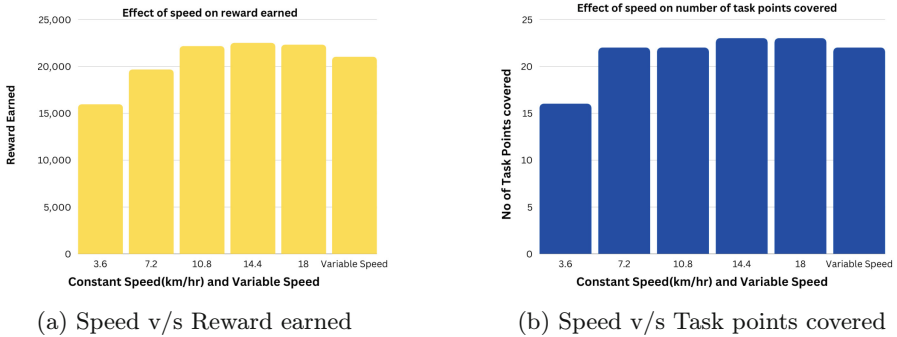 Effect of speed on reward earned
25,000
20,000
15,000
10,000
5,000
0
Reward Earned
3.6 7.2 10.8 14.4 18 Variable Speed
Constant Speed(km/hr) and Variable Speed
(a) Speed v/s Reward earned
Effect of speed on number of task points covered
25
20
15
10
5
0
No of Task Points covered
3.6 7.2 10.8 14.4 18 Variable Speed
Constant Speed(km/hr) and Variable Speed
(b) Speed v/s Task points covered